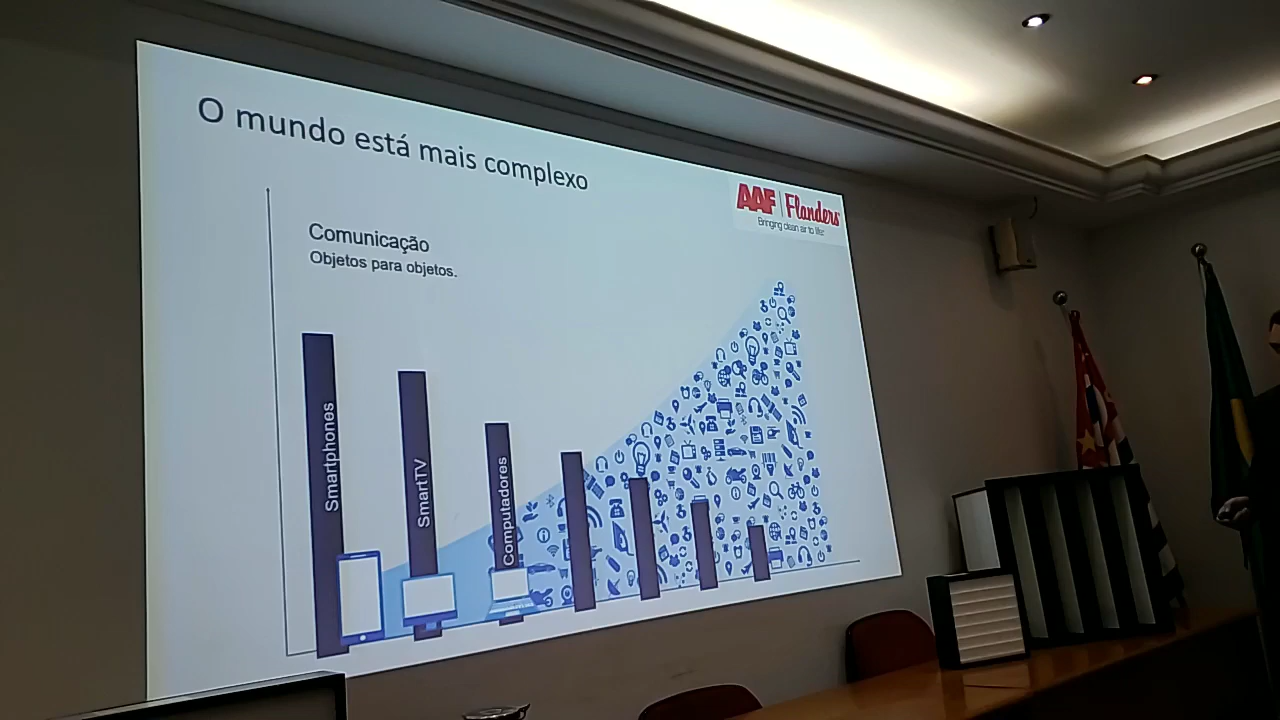 O mundo está mais complexo
AAF Flanders
Bringing clean air to life
Comunicação
Objetos para objetos.
Smartphones
SmartTV
Computadores